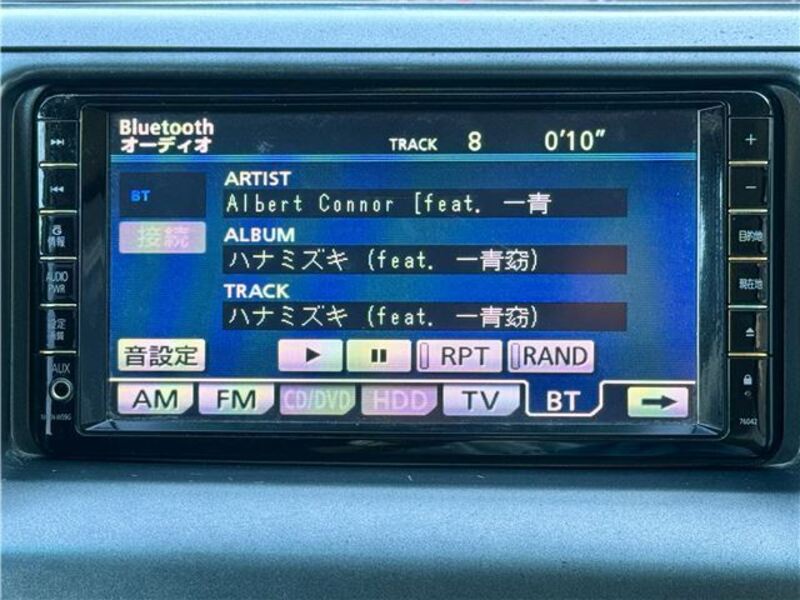 Bluetooth
オーディオ
TRACK 8 0'10"
BT
接続
ARTIST
Albert Connor [feat. 一青
ALBUM
ハナミズキ (feat. 一青窈)
TRACK
ハナミズキ (feat. 一青窈)
音設定
RPT
RAND
AM
FM
CD/DVD
HDD
TV
BT
G
情報
AUDIO
PWR
設定
画質
AUX
+
−
目的地
現在地
76042